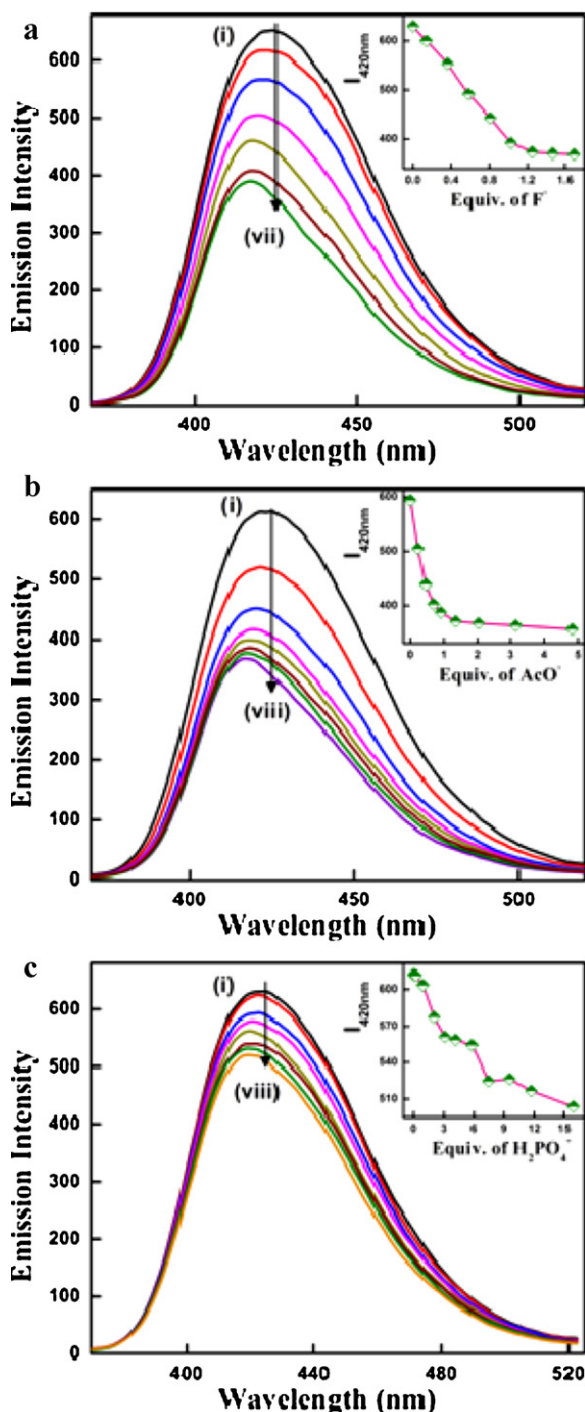 a
600
500
400
300
200
100
0
Emission Intensity
(i)
(vii)
400 450 500
Wavelength (nm)
I420nm
600
500
400
0.0 0.4 0.8 1.2 1.6
Equiv. of F-
b
600
500
400
300
200
100
0
Emission Intensity
(i)
(viii)
400 450 500
Wavelength (nm)
I420nm
600
500
400
0 1 2 3 4 5
Equiv. of AcO-
c
600
500
400
300
200
100
0
Emission Intensity
(i)
(viii)
400 440 480 520
Wavelength (nm)
I420nm
600
570
540
510
0 3 6 9 12 15
Equiv. of H2PO4-